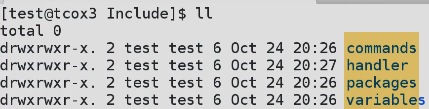 [test@tcox3 Include]$ ll
total 0
drwxrwxr-x. 2 test test 6 Oct 24 20:26 commands
drwxrwxr-x. 2 test test 6 Oct 24 20:27 handler
drwxrwxr-x. 2 test test 6 Oct 24 20:26 packages
drwxrwxr-x. 2 test test 6 Oct 24 20:26 variables